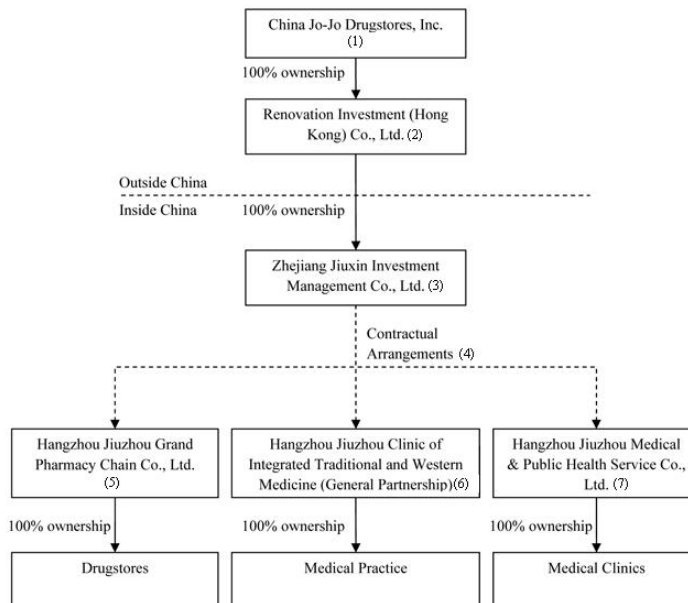 China Jo-Jo Drugstores, Inc.
(1)
100% ownership
Renovation Investment (Hong
Kong) Co., Ltd. (2)
Outside China
Inside China 100% ownership
Zhejiang Jiuxin Investment
Management Co., Ltd. (3)
Contractual
Arrangements (4)
Hangzhou Jiuzhou Grand
Pharmacy Chain Co., Ltd.
(5)
Hangzhou Jiuzhou Clinic of
Integrated Traditional and Western
Medicine (General Partnership)(6)
Hangzhou Jiuzhou Medical
& Public Health Service Co.,
Ltd. (7)
100% ownership
100% ownership
100% ownership
Drugstores
Medical Practice
Medical Clinics